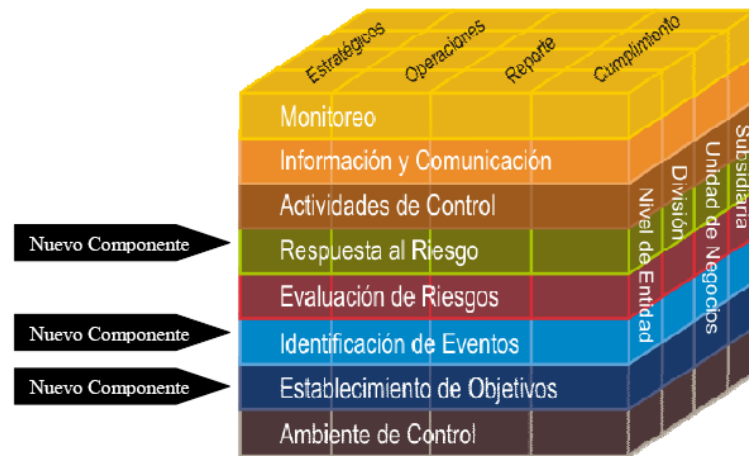 Estratégicos
Operaciones
Reporte
Cumplimiento
Monitoreo
Información y Comunicación
Actividades de Control
Nuevo Componente
Respuesta al Riesgo
Evaluación de Riesgos
Nuevo Componente
Identificación de Eventos
Nuevo Componente
Establecimiento de Objetivos
Ambiente de Control
Nivel de Entidad
División
Unidad de Negocios
Subsidiaria